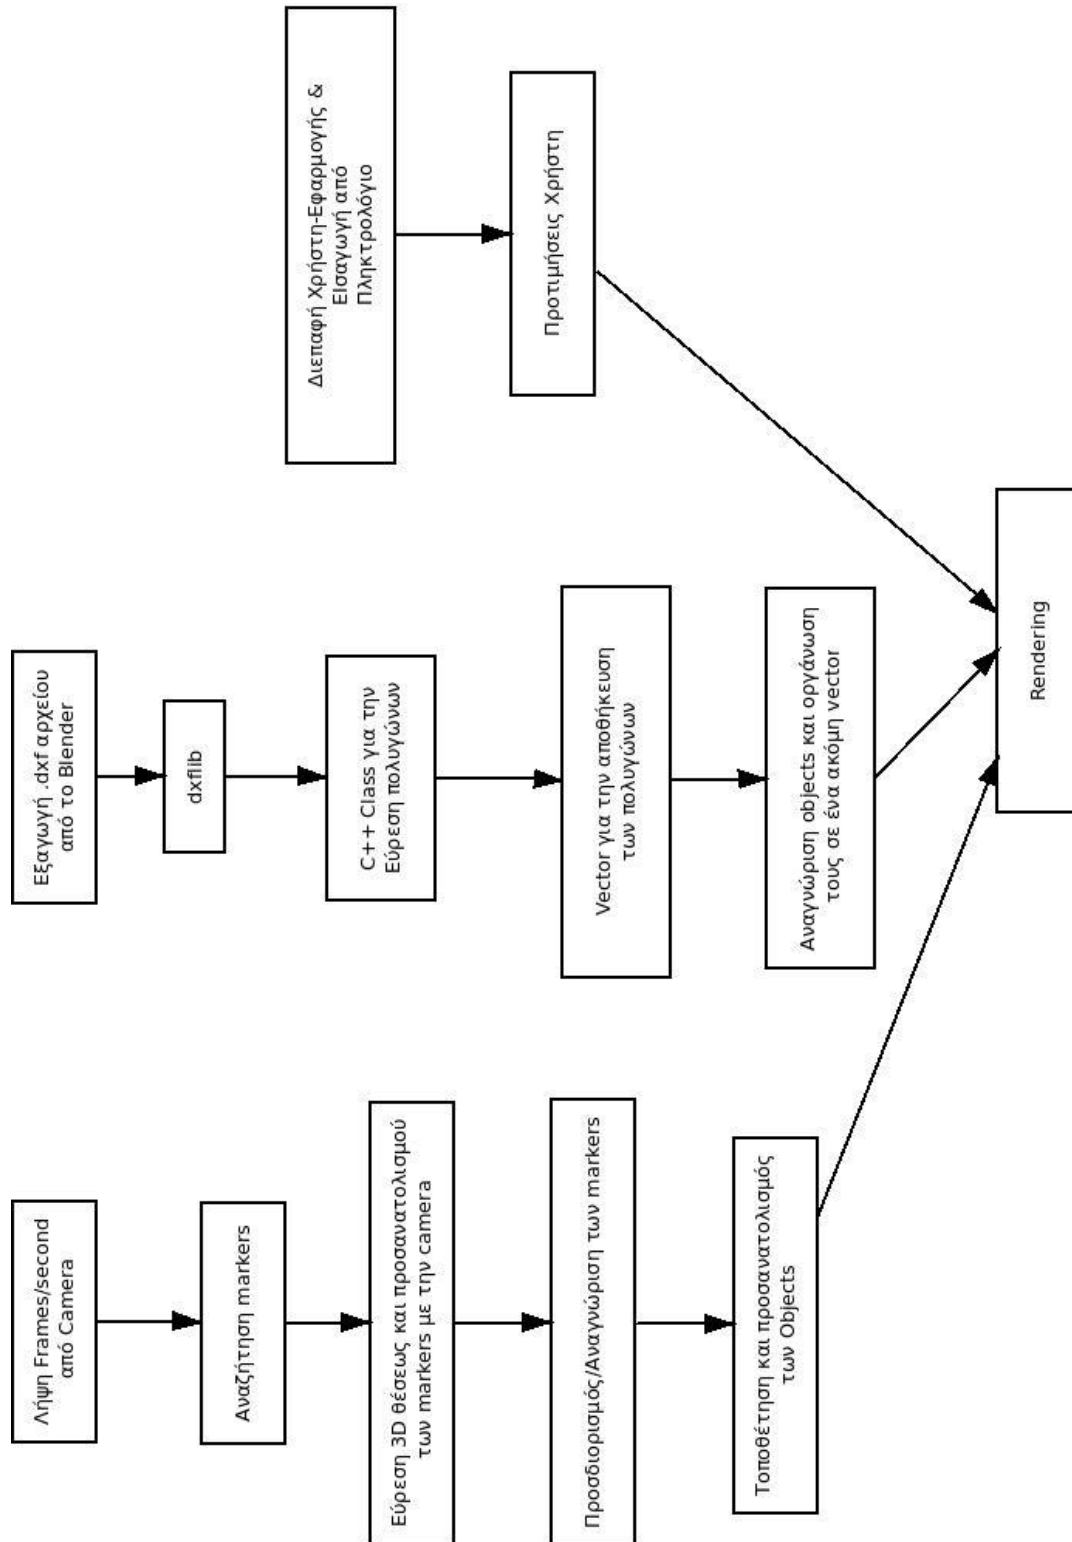 Λήψη Frames/second
από Camera
Αναζήτηση markers
Εύρεση 3D θέσεως και προσανατολισμού
των markers με την camera
Προσδιορισμός/Αναγνώριση των markers
Τοποθέτηση και προσανατολισμός
των Objects
Εξαγωγή .dxf αρχείου
από το Blender
dxflib
C++ Class για την
Εύρεση πολυγώνων
Vector για την αποθήκευση
των πολυγώνων
Αναγνώριση objects και οργάνωση
τους σε ένα ακόμη vector
Διεπαφή Χρήστη-Εφαρμογής &
ΕΙσαγωγή από
Πληκτρολόγιο
Προτιμήσεις Χρήστη
Rendering